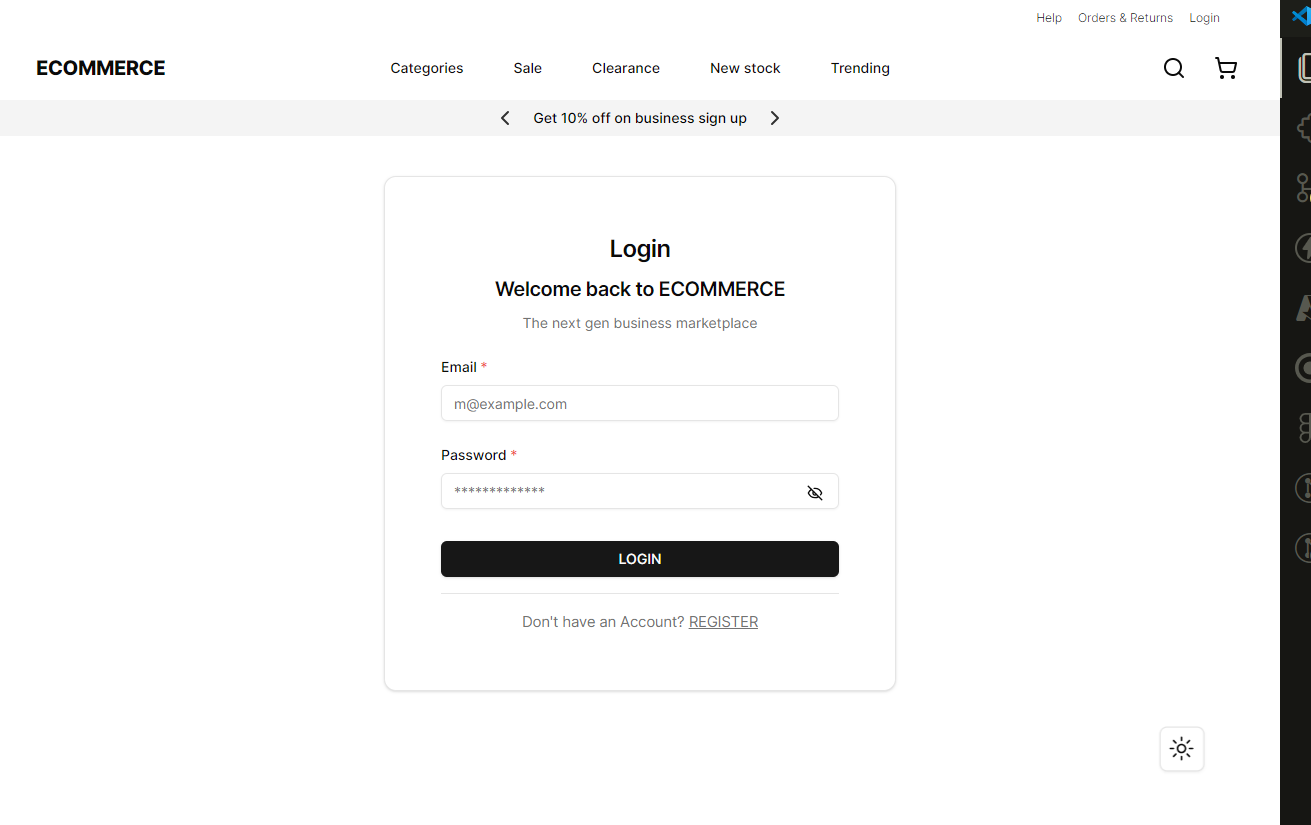 Help Orders & Returns Login
ECOMMERCE Categories Sale Clearance New stock Trending
Get 10% off on business sign up
Login
Welcome back to ECOMMERCE
The next gen business marketplace
Email *
m@example.com
Password *
*************
LOGIN
Don't have an Account? REGISTER